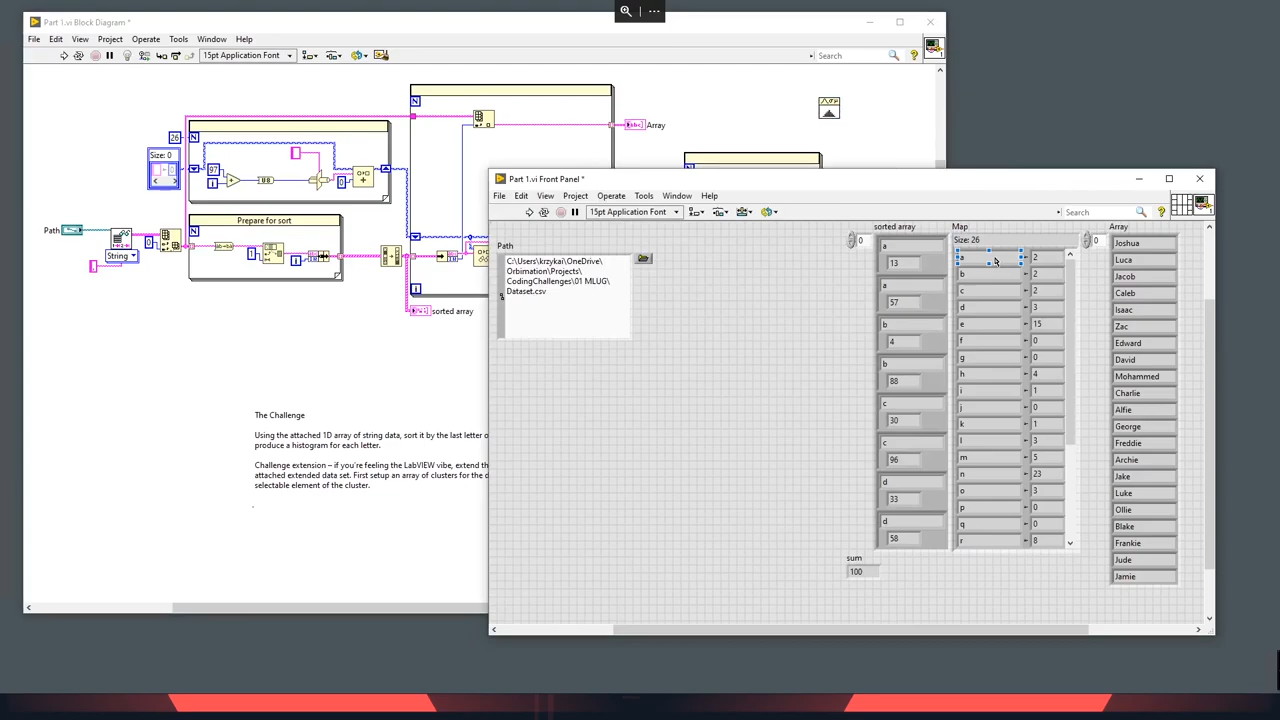 Part 1.vi Block Diagram *
File Edit View Project Operate Tools Window Help
15pt Application Font
Search
26
Size: 0
97
0
Prepare for sort
Path
String
0
1
Array
sorted array
The Challenge
Using the attached 1D array of string data, sort it by the last letter o
produce a histogram for each letter.
Challenge extension – if you're feeling the LabVIEW vibe, extend th
attached extended data set. First setup an array of clusters for the d
selectable element of the cluster.
Part 1.vi Front Panel *
File Edit View Project Operate Tools Window Help
15pt Application Font
Search
Path
C:\Users\krzykai\OneDrive\
Orbimation\Projects\
CodingChallenges\01 MLUG\
Dataset.csv
sorted array
0
a
13
a
57
b
4
b
88
c
30
c
96
d
33
d
58
sum
100
Map
Size: 26
a 2
b 2
c 2
d 3
e 15
f 0
g 0
h 4
i 1
j 0
k 1
l 3
m 5
n 23
o 3
p 0
q 0
r 8
Array
0
Joshua
Luca
Jacob
Caleb
Isaac
Zac
Edward
David
Mohammed
Charlie
Alfie
George
Freddie
Archie
Jake
Luke
Ollie
Blake
Frankie
Jude
Jamie